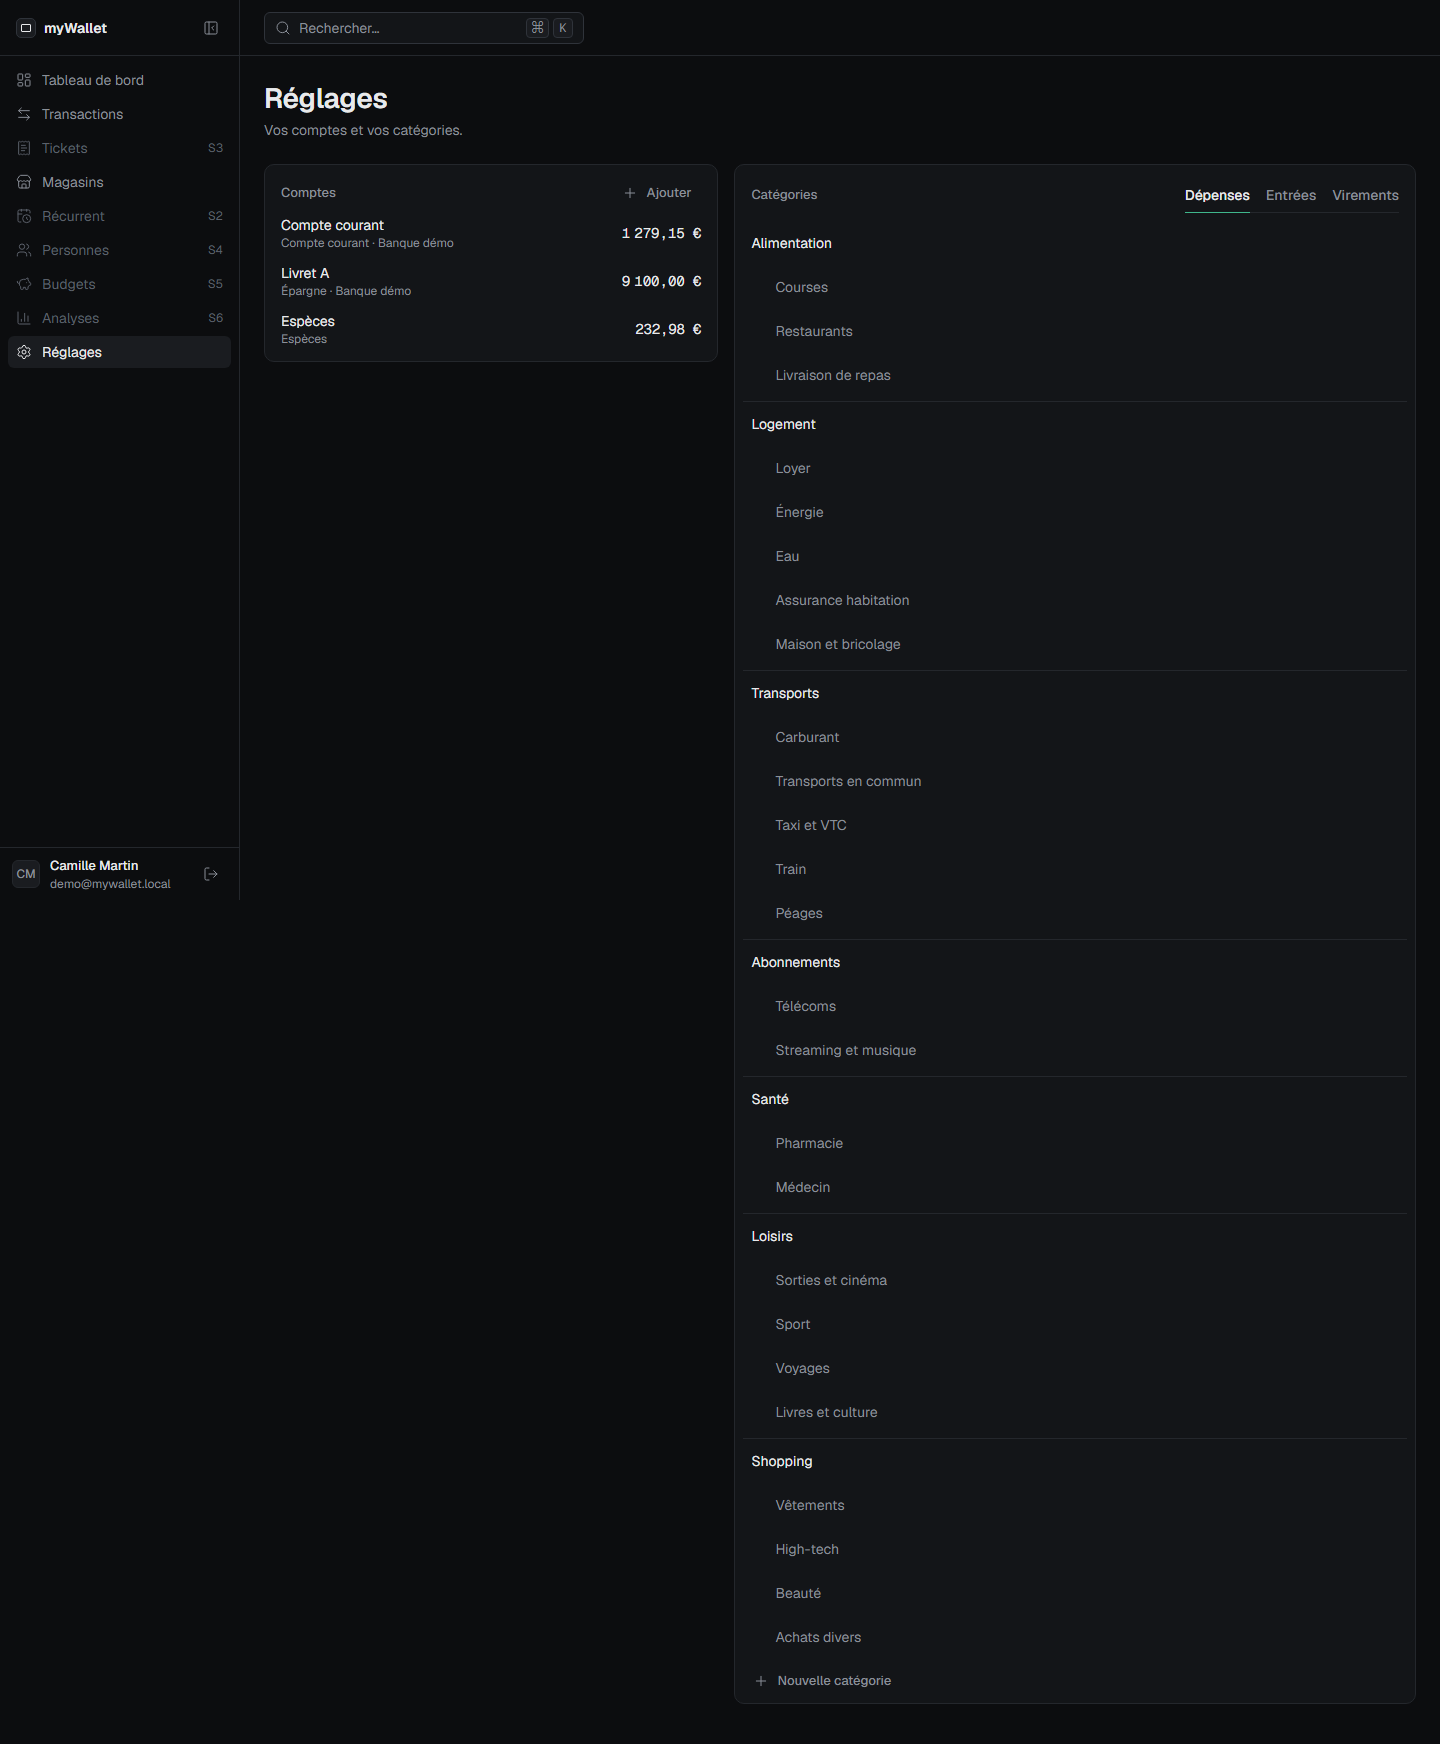 myWallet
Rechercher...
⌘ K
Tableau de bord
Transactions
Tickets S3
Magasins
Récurrent S2
Personnes S4
Budgets S5
Analyses S6
Réglages
Camille Martin
CM
demo@mywallet.local
Réglages
Vos comptes et vos catégories.
Comptes
Ajouter
Compte courant
Compte courant · Banque démo
1 279,15 €
Livret A
Épargne · Banque démo
9 100,00 €
Espèces
Espèces
232,98 €
Catégories
Dépenses Entrées Virements
Alimentation
Courses
Restaurants
Livraison de repas
Logement
Loyer
Énergie
Eau
Assurance habitation
Maison et bricolage
Transports
Carburant
Transports en commun
Taxi et VTC
Train
Péages
Abonnements
Télécoms
Streaming et musique
Santé
Pharmacie
Médecin
Loisirs
Sorties et cinéma
Sport
Voyages
Livres et culture
Shopping
Vêtements
High-tech
Beauté
Achats divers
Nouvelle catégorie